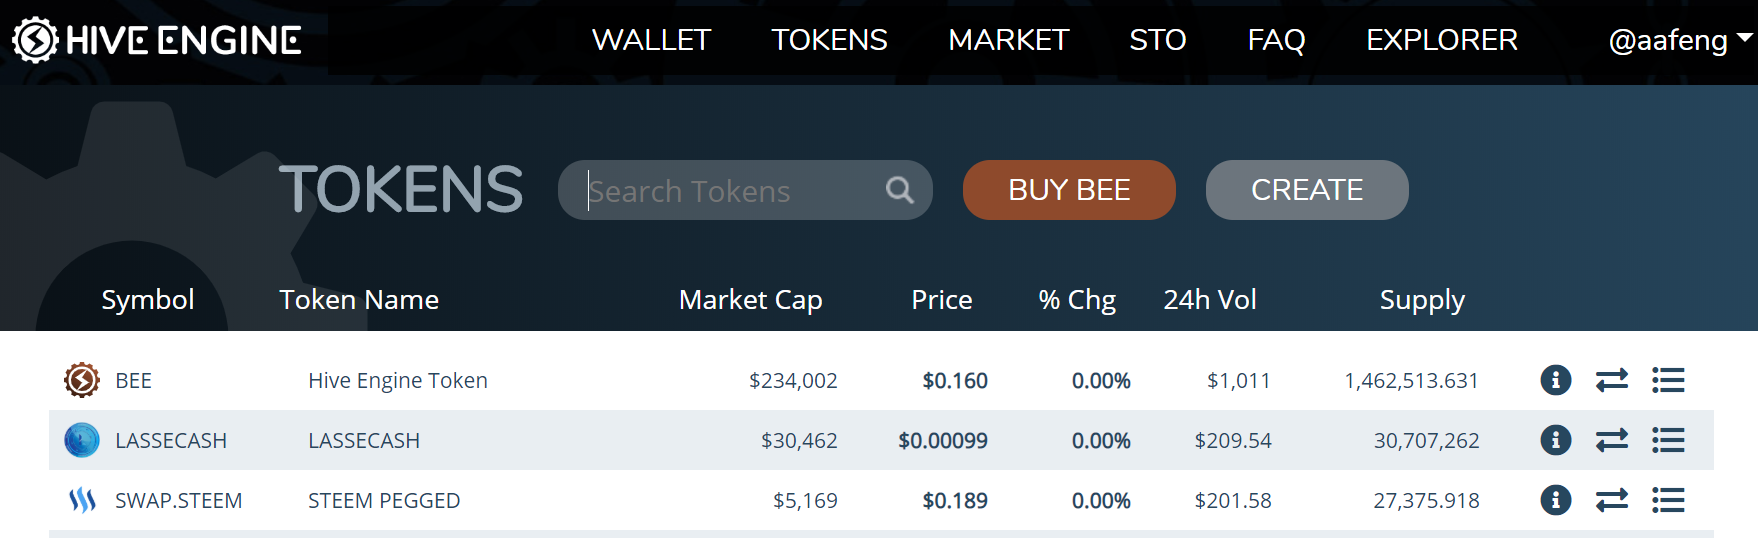 HIVE ENGINE WALLET TOKENS MARKET STO FAQ EXPLORER @aafeng
TOKENS Search Tokens BUY BEE CREATE
Symbol Token Name Market Cap Price % Chg 24h Vol Supply
BEE Hive Engine Token $234,002 $0.160 0.00% $1,011 1,462,513.631
LASSECASH LASSECASH $30,462 $0.00099 0.00% $209.54 30,707,262
SWAP.STEEM STEEM PEGGED $5,169 $0.189 0.00% $201.58 27,375.918